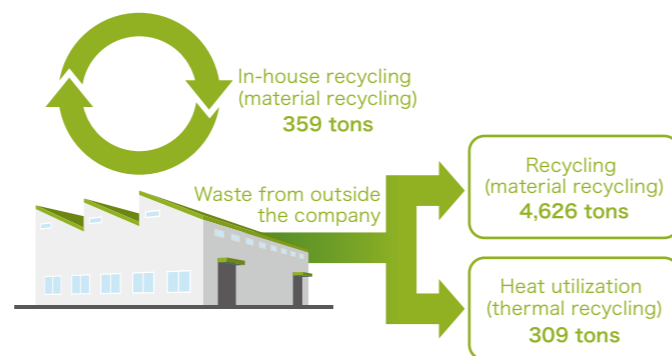 In-house recycling
(material recycling)
359 tons
Waste from outside
the company
Recycling
(material recycling)
4,626 tons
Heat utilization
(thermal recycling)
309 tons